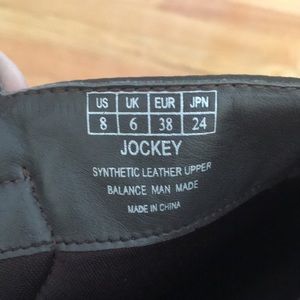 US UK EUR JPN
8 6 38 24
JOCKEY
SYNTHETIC LEATHER UPPER
BALANCE MAN MADE
MADE IN CHINA